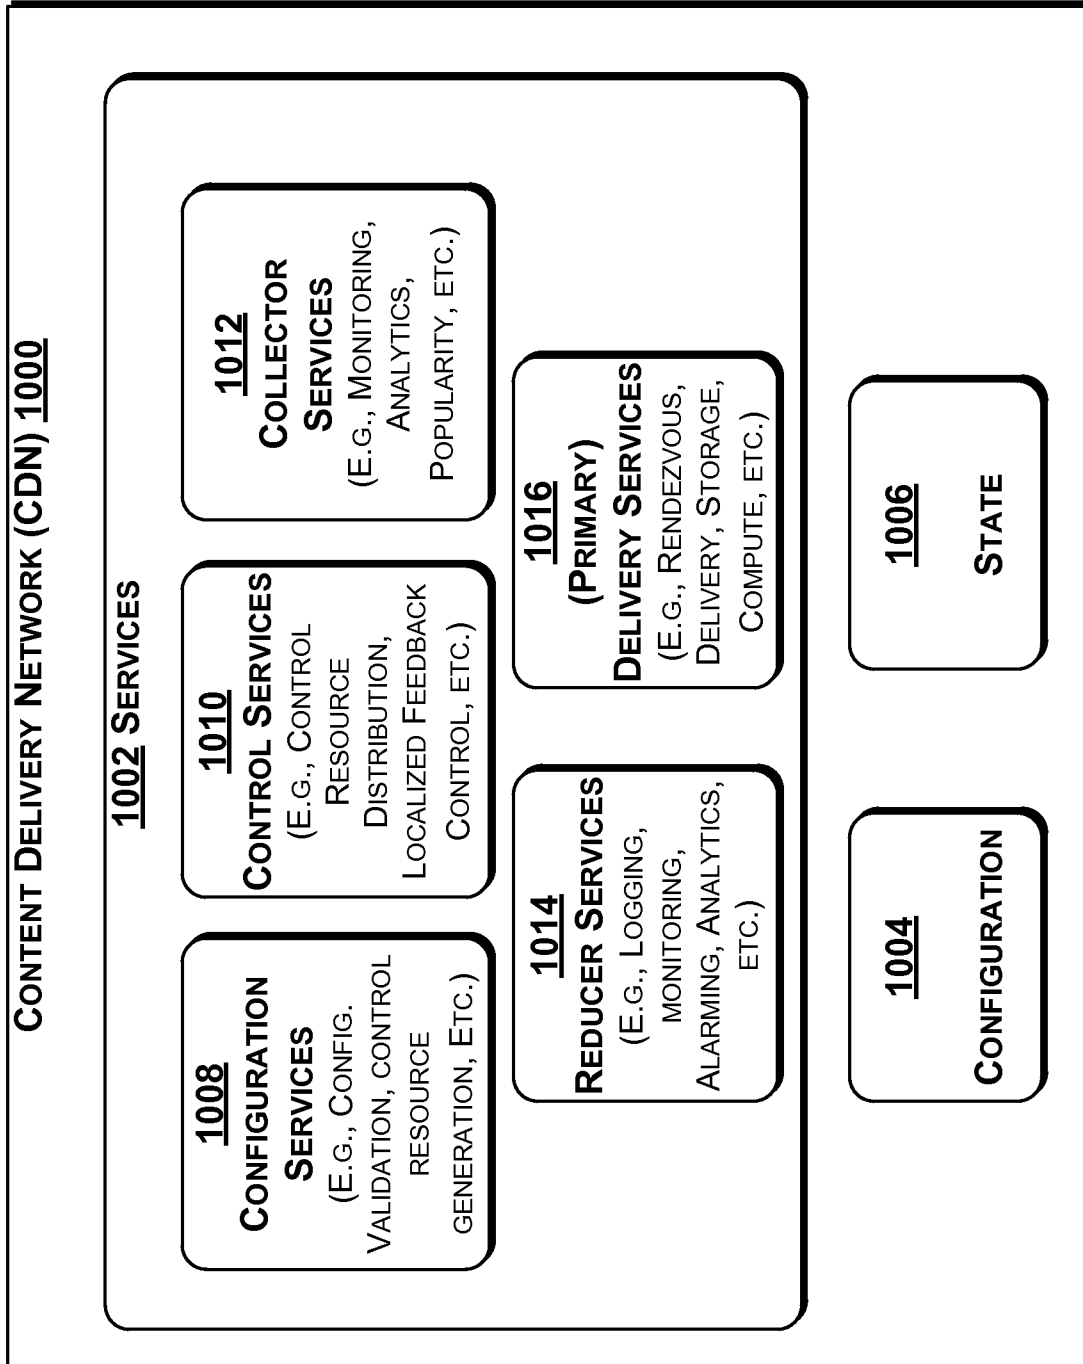 CONTENT DELIVERY NETWORK (CDN) 1000
1002 SERVICES
1008
CONFIGURATION
SERVICES
(E.G., CONFIG.
VALIDATION, CONTROL
RESOURCE
GENERATION, ETC.)
1010
CONTROL SERVICES
(E.G., CONTROL
RESOURCE
DISTRIBUTION,
LOCALIZED FEEDBACK
CONTROL, ETC.)
1012
COLLECTOR
SERVICES
(E.G., MONITORING,
ANALYTICS,
POPULARITY, ETC.)
1014
REDUCER SERVICES
(E.G., LOGGING,
MONITORING,
ALARMING, ANALYTICS,
ETC.)
1016
(PRIMARY)
DELIVERY SERVICES
(E.G., RENDEZVOUS,
DELIVERY, STORAGE,
COMPUTE, ETC.)
1004
CONFIGURATION
1006
STATE